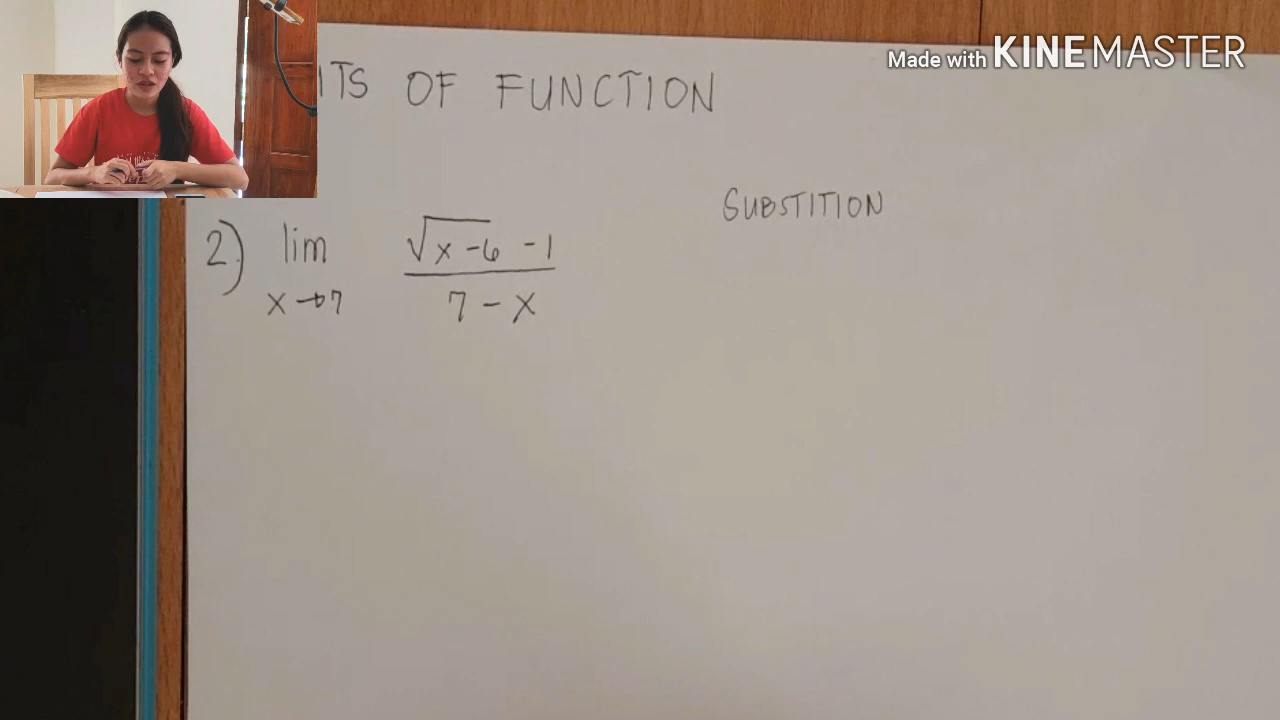 Made with KINEMASTER
ITS OF FUNCTION
SUBSTITION
2) lim √x-6 -1
x→7 7-x